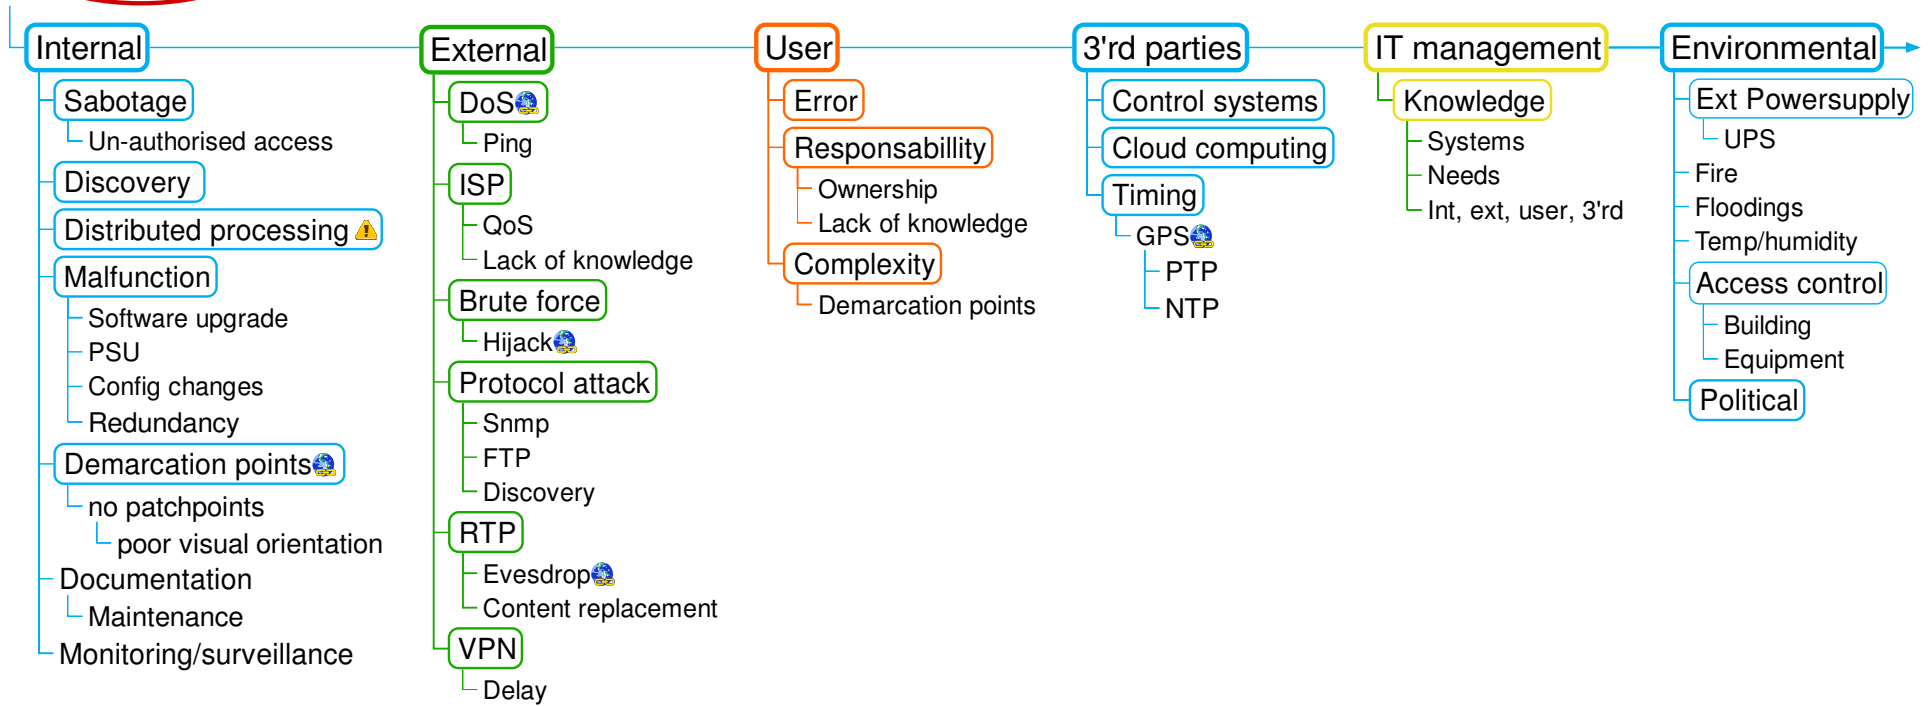 Internal
Sabotage
Un-authorised access
Discovery
Distributed processing
Malfunction
Software upgrade
PSU
Config changes
Redundancy
Demarcation points
no patchpoints
poor visual orientation
Documentation
Maintenance
Monitoring/surveillance
External
DoS
Ping
ISP
QoS
Lack of knowledge
Brute force
Hijack
Protocol attack
Snmp
FTP
Discovery
RTP
Evesdrop
Content replacement
VPN
Delay
User
Error
Responsabillity
Ownership
Lack of knowledge
Complexity
Demarcation points
3'rd parties
Control systems
Cloud computing
Timing
GPS
PTP
NTP
IT management
Knowledge
Systems
Needs
Int, ext, user, 3'rd
Environmental
Ext Powersupply
UPS
Fire
Floodings
Temp/humidity
Access control
Building
Equipment
Political